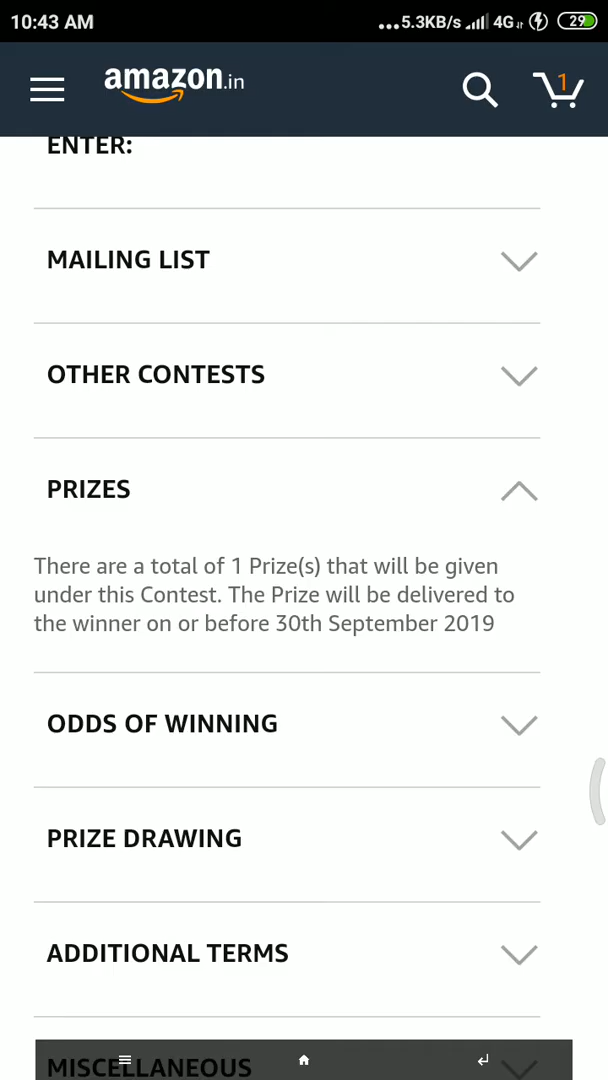 10:43 AM ...5.3KB/s 4G 29
amazon.in 1
ENTER:
MAILING LIST
OTHER CONTESTS
PRIZES
There are a total of 1 Prize(s) that will be given
under this Contest. The Prize will be delivered to
the winner on or before 30th September 2019
ODDS OF WINNING
PRIZE DRAWING
ADDITIONAL TERMS
MISCELLANEOUS